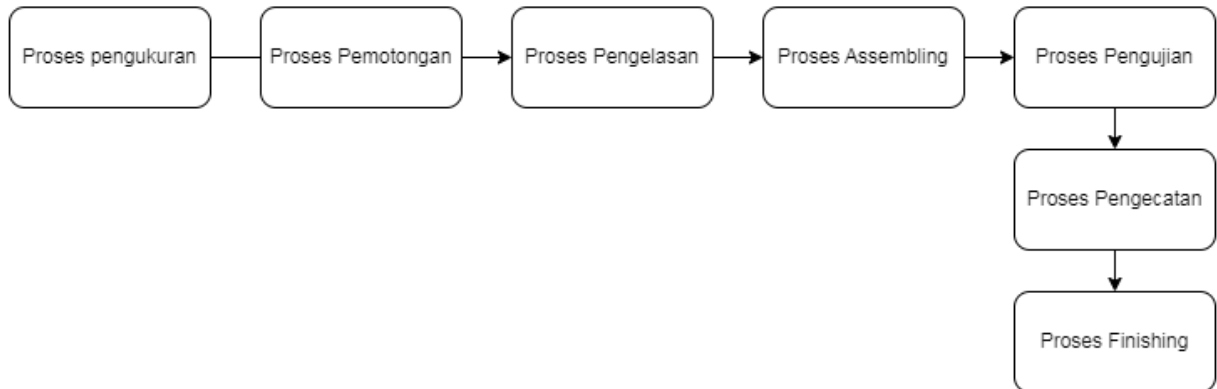 Proses pengukuran
Proses Pemotongan
Proses Pengelasan
Proses Assembling
Proses Pengujian
Proses Pengecatan
Proses Finishing